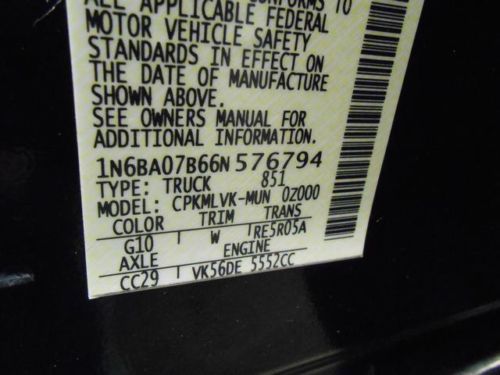 CONFORMS TO
ALL APPLICABLE FEDERAL
MOTOR VEHICLE SAFETY
STANDARDS IN EFFECT ON
THE DATE OF MANUFACTURE
SHOWN ABOVE.
SEE OWNERS MANUAL FOR
ADDITIONAL INFORMATION.
1N6BA07B66N576794
TYPE: TRUCK 851
MODEL: CPKMLVK-MUN 0Z000
COLOR TRIM TRANS
G10 W RE5R05A
AXLE ENGINE
CC29 VK56DE 5552CC